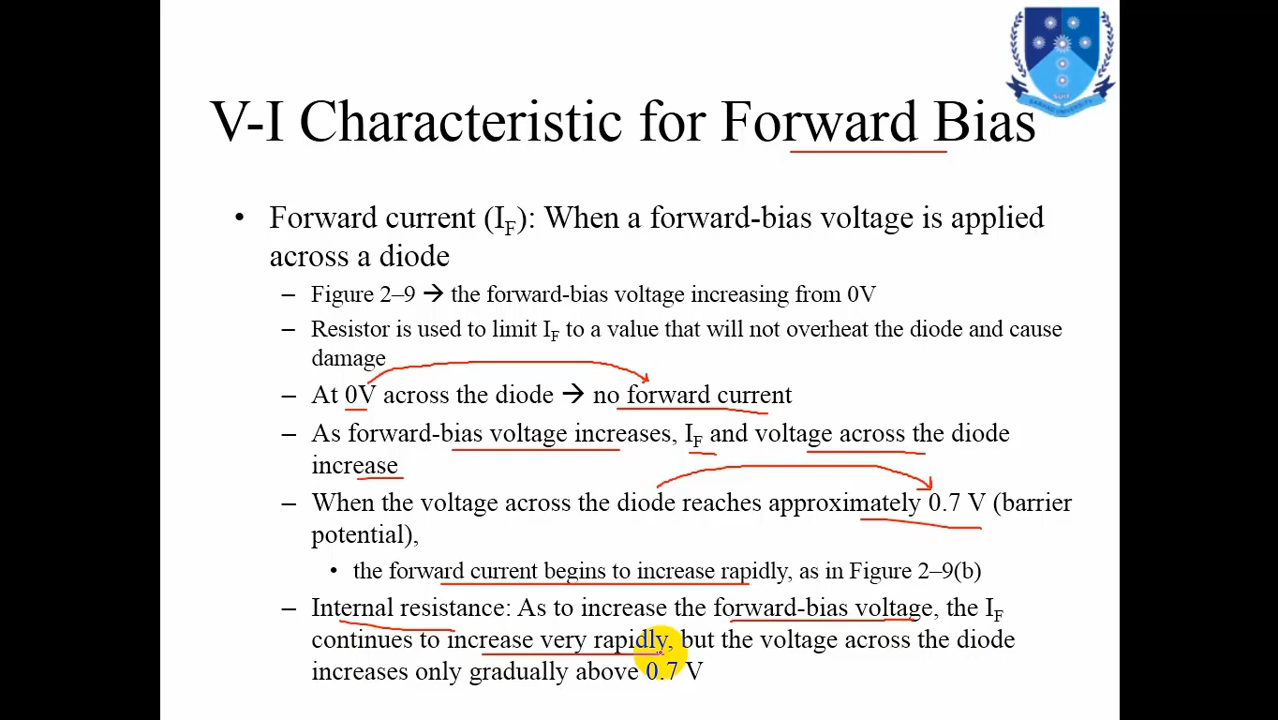 V-I Characteristic for Forward Bias
• Forward current (IF): When a forward-bias voltage is applied
across a diode
– Figure 2–9 → the forward-bias voltage increasing from 0V
– Resistor is used to limit IF to a value that will not overheat the diode and cause
damage
– At 0V across the diode → no forward current
– As forward-bias voltage increases, IF and voltage across the diode
increase
– When the voltage across the diode reaches approximately 0.7 V (barrier
potential),
• the forward current begins to increase rapidly, as in Figure 2–9(b)
– Internal resistance: As to increase the forward-bias voltage, the IF
continues to increase very rapidly, but the voltage across the diode
increases only gradually above 0.7 V